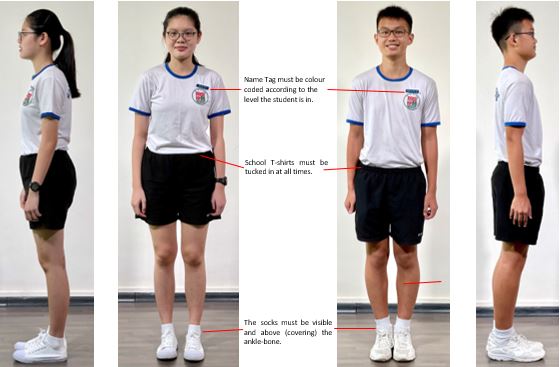 Name Tag must be colour
coded according to the
level the student is in.
School T-shirts must be
tucked in at all times.
The socks must be visible
and above (covering) the
ankle-bone.